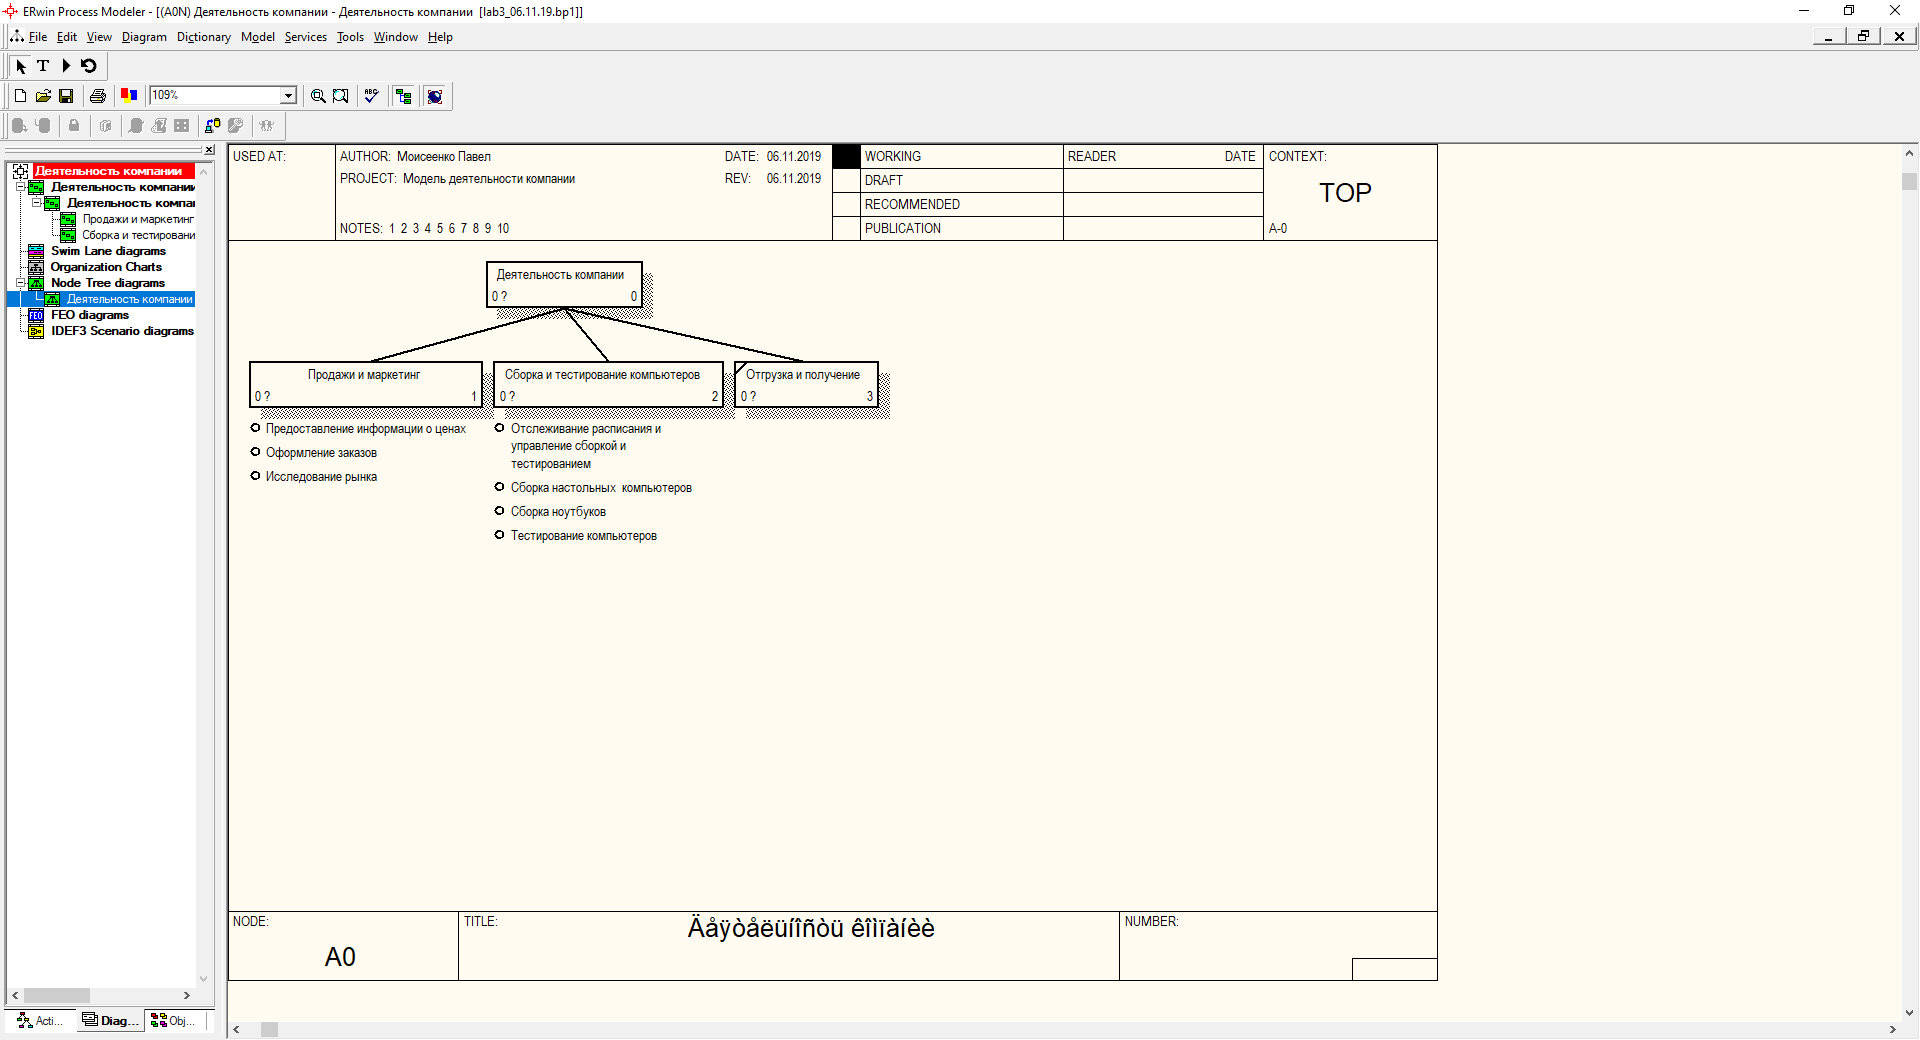 ERwin Process Modeler - [(A0N) Деятельность компании - Деятельность компании  [lab3_06.11.19.bp1]]
File Edit View Diagram Dictionary Model Services Tools Window Help
T
109%
ABC
Деятельность компании
Деятельность компании
Деятельность компа
Продажи и маркетинг
Сборка и тестировани
Swim Lane diagrams
Organization Charts
Node Tree diagrams
Деятельность компании
FEO diagrams
IDEF3 Scenario diagrams
Acti...
Diag...
Obj...
USED AT:
AUTHOR: Моисеенко Павел
DATE: 06.11.2019
PROJECT: Модель деятельности компании
REV: 06.11.2019
NOTES: 1 2 3 4 5 6 7 8 9 10
WORKING
DRAFT
RECOMMENDED
PUBLICATION
READER DATE
CONTEXT:
TOP
A-0
Деятельность компании
0 ? 0
Продажи и маркетинг
0 ? 1
Сборка и тестирование компьютеров
0 ? 2
Отгрузка и получение
0 ? 3
Предоставление информации о ценах
Оформление заказов
Исследование рынка
Отслеживание расписания и
управление сборкой и
тестированием
Сборка настольных компьютеров
Сборка ноутбуков
Тестирование компьютеров
NODE:
A0
TITLE:
Äåÿòåëüíîñòü êîìïàíèè
NUMBER: